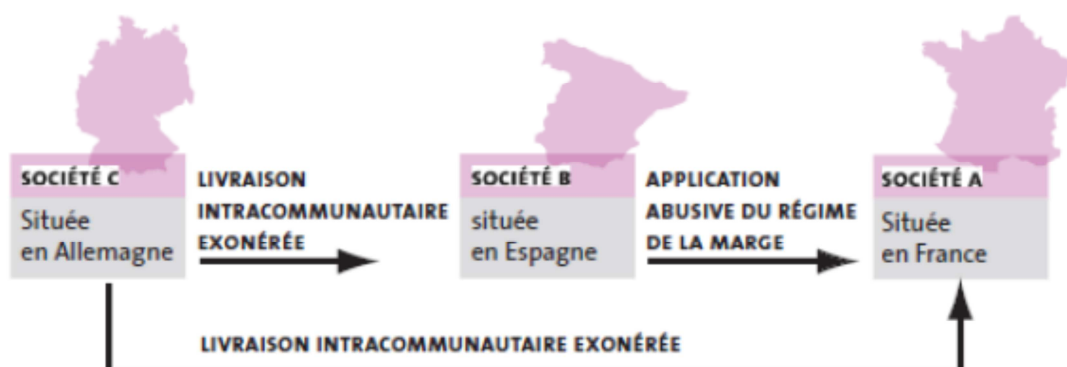 SOCIÉTÉ C
Située
en Allemagne
LIVRAISON
INTRACOMMUNAUTAIRE
EXONÉRÉE
SOCIÉTÉ B
située
en Espagne
APPLICATION
ABUSIVE DU RÉGIME
DE LA MARGE
SOCIÉTÉ A
Située
en France
LIVRAISON INTRACOMMUNAUTAIRE EXONÉRÉE